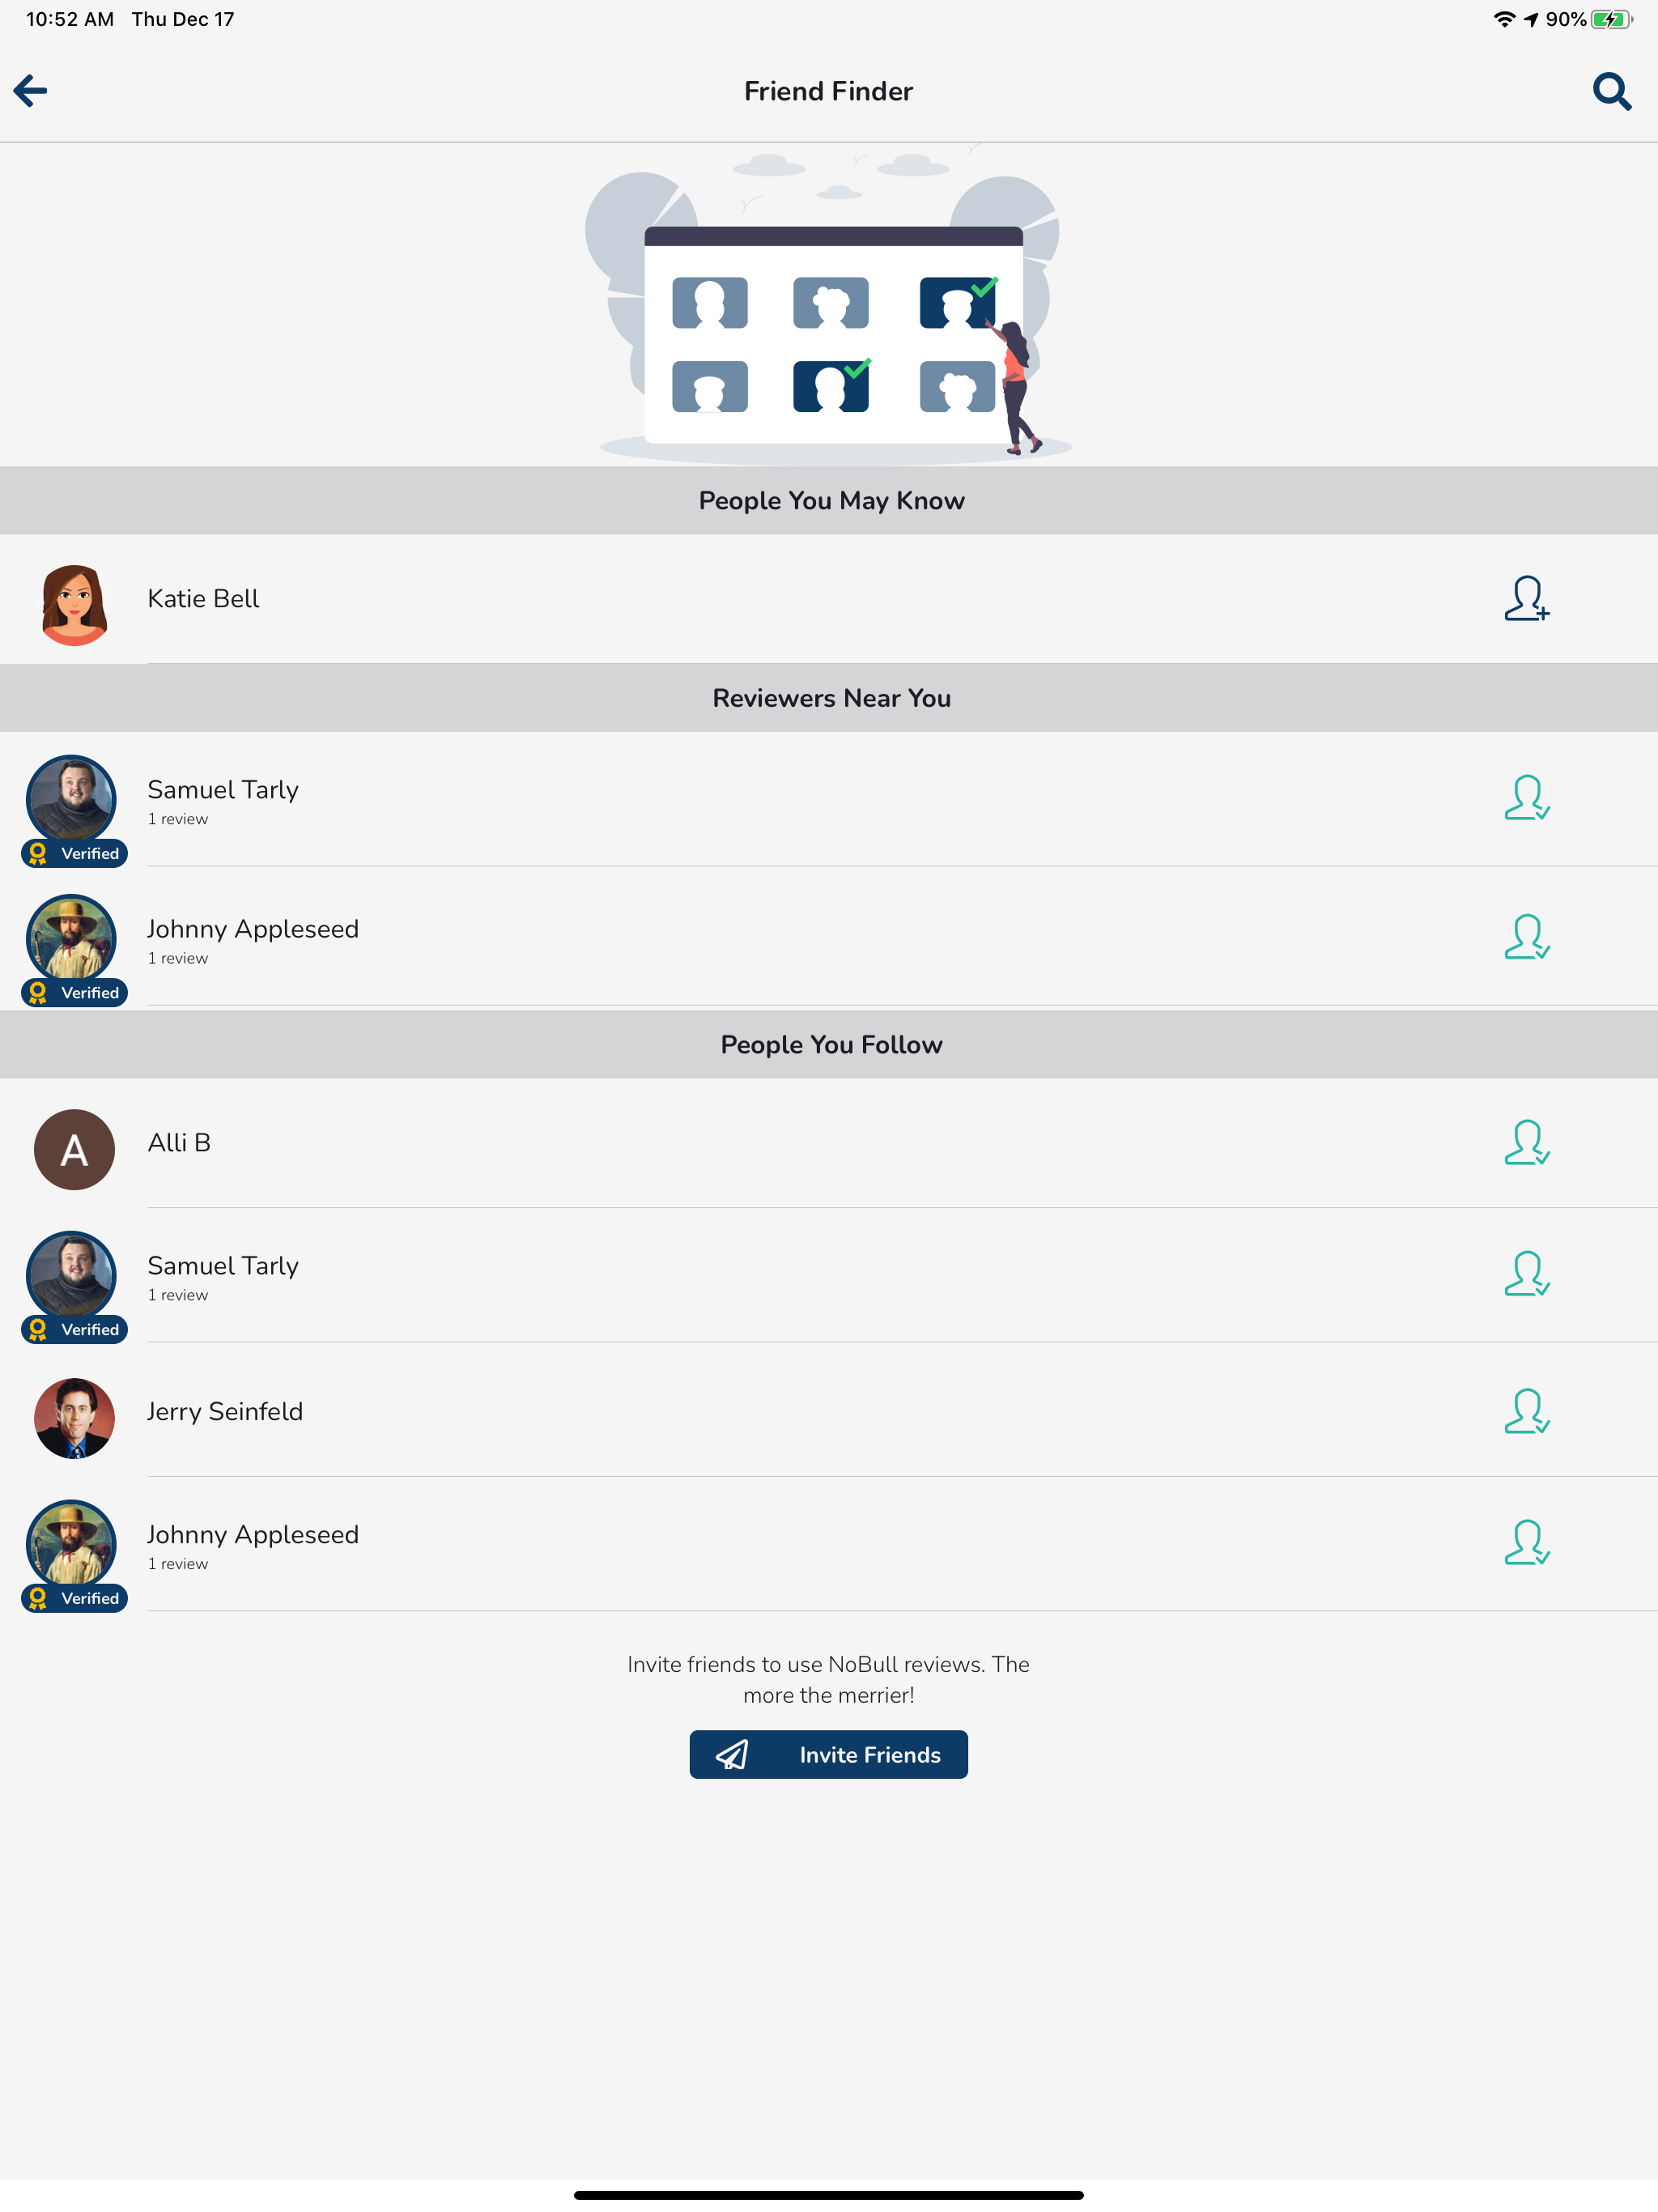 10:52 AM Thu Dec 17
90%
Friend Finder
People You May Know
Katie Bell
Reviewers Near You
Samuel Tarly
1 review
Verified
Johnny Appleseed
1 review
Verified
People You Follow
A
Alli B
Samuel Tarly
1 review
Verified
Jerry Seinfeld
Johnny Appleseed
1 review
Verified
Invite friends to use NoBull reviews. The
more the merrier!
Invite Friends